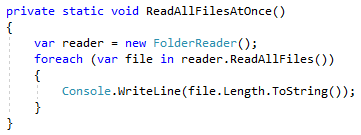 private static void ReadAllFilesAtOnce()
{
    var reader = new FolderReader();
    foreach (var file in reader.ReadAllFiles())
    {
        Console.WriteLine(file.Length.ToString());
    }
}